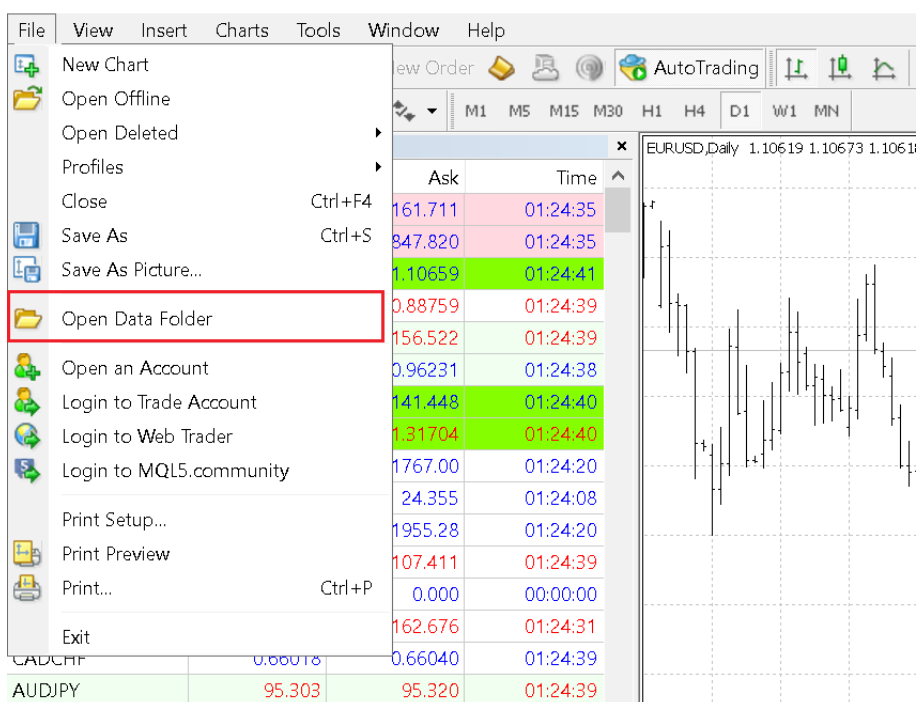 File View Insert Charts Tools Window Help
New Chart
ew Order AutoTrading
Open Offline
M1 M5 M15 M30 H1 H4 D1 W1 MN
Open Deleted
EURUSD,Daily 1.10619 1.10673 1.10618
Profiles
Ask Time
Close Ctrl+F4
161.711 01:24:35
Save As Ctrl+S
847.820 01:24:35
Save As Picture...
1.10659 01:24:41
Open Data Folder
0.88759 01:24:39
156.522 01:24:39
Open an Account
0.96231 01:24:38
Login to Trade Account
141.448 01:24:40
Login to Web Trader
1.31704 01:24:40
Login to MQL5.community
1767.00 01:24:20
24.355 01:24:08
Print Setup...
1955.28 01:24:20
Print Preview
107.411 01:24:39
Print... Ctrl+P
0.000 00:00:00
Exit
162.676 01:24:31
CADCHF 0.66018 0.66040 01:24:39
AUDJPY 95.303 95.320 01:24:39